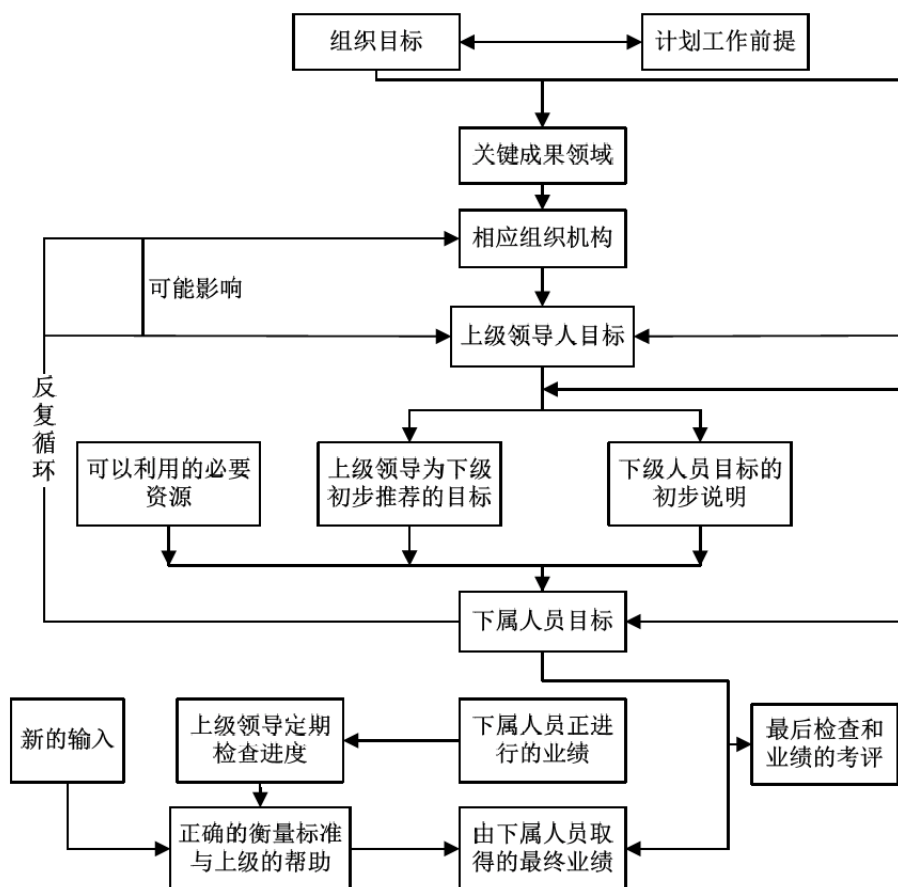 组织目标
计划工作前提
关键成果领域
相应组织机构
可能影响
上级领导人目标
反复循环
可以利用的必要
资源
上级领导为下级
初步推荐的目标
下级人员目标的
初步说明
下属人员目标
新的输入
上级领导定期
检查进度
下属人员正进
行的业绩
最后检查和
业绩的考评
正确的衡量标准
与上级的帮助
由下属人员取
得的最终业绩